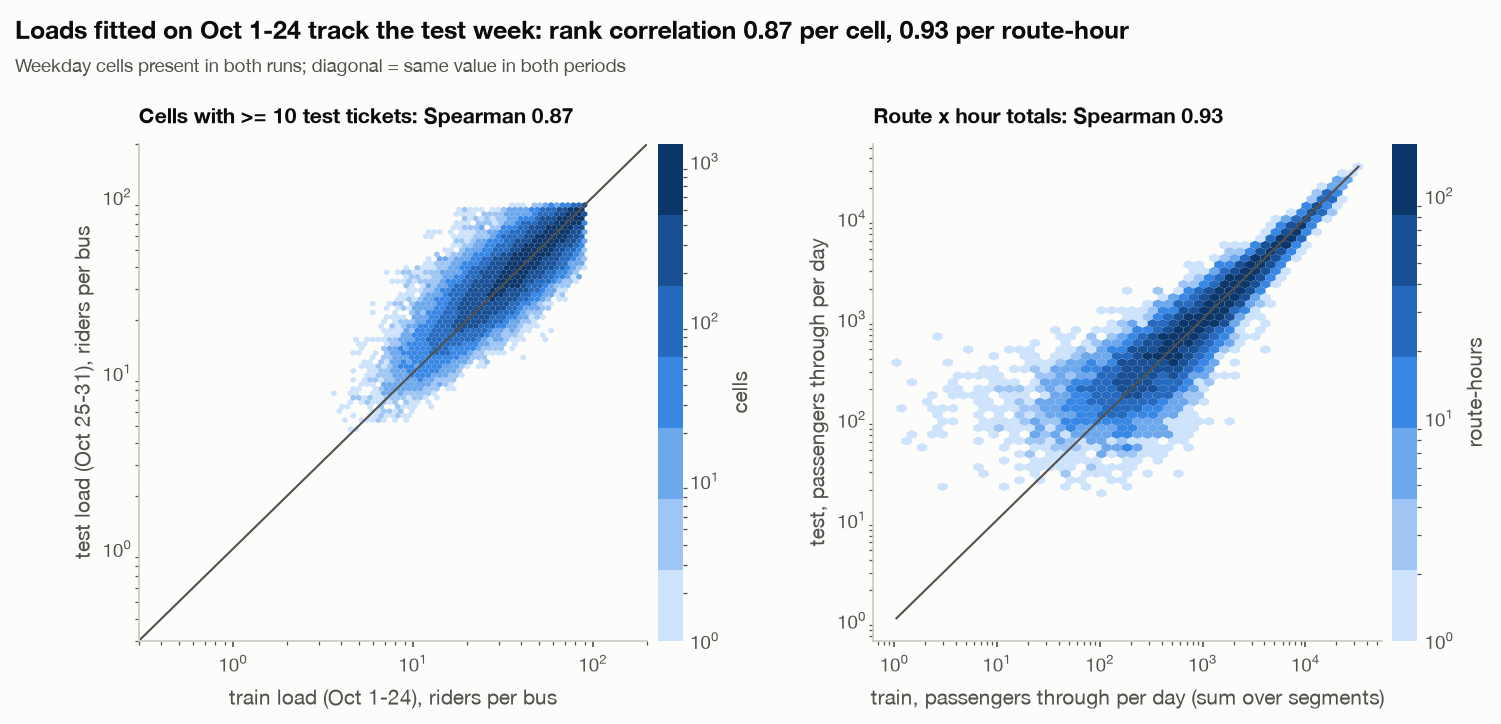 Loads fitted on Oct 1-24 track the test week: rank correlation 0.87 per cell, 0.93 per route-hour
Weekday cells present in both runs; diagonal = same value in both periods
Cells with >= 10 test tickets: Spearman 0.87
test load (Oct 25-31), riders per bus
10²
10¹
10⁰
10⁰
10¹
10²
train load (Oct 1-24), riders per bus
10³
10²
10¹
10⁰
cells
Route x hour totals: Spearman 0.93
test, passengers through per day
10⁴
10³
10²
10¹
10⁰
10⁰
10¹
10²
10³
10⁴
train, passengers through per day (sum over segments)
10²
10¹
10⁰
route-hours